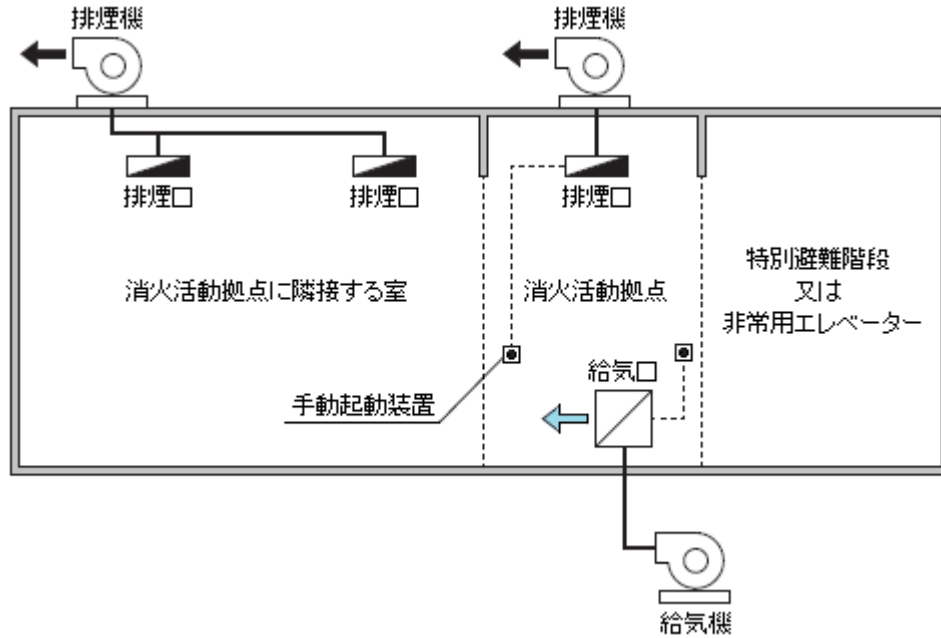 排煙機
排煙機
排煙口
排煙口
排煙口
消火活動拠点に隣接する室
消火活動拠点
特別避難階段
又は
非常用エレベーター
給気口
手動起動装置
給気機